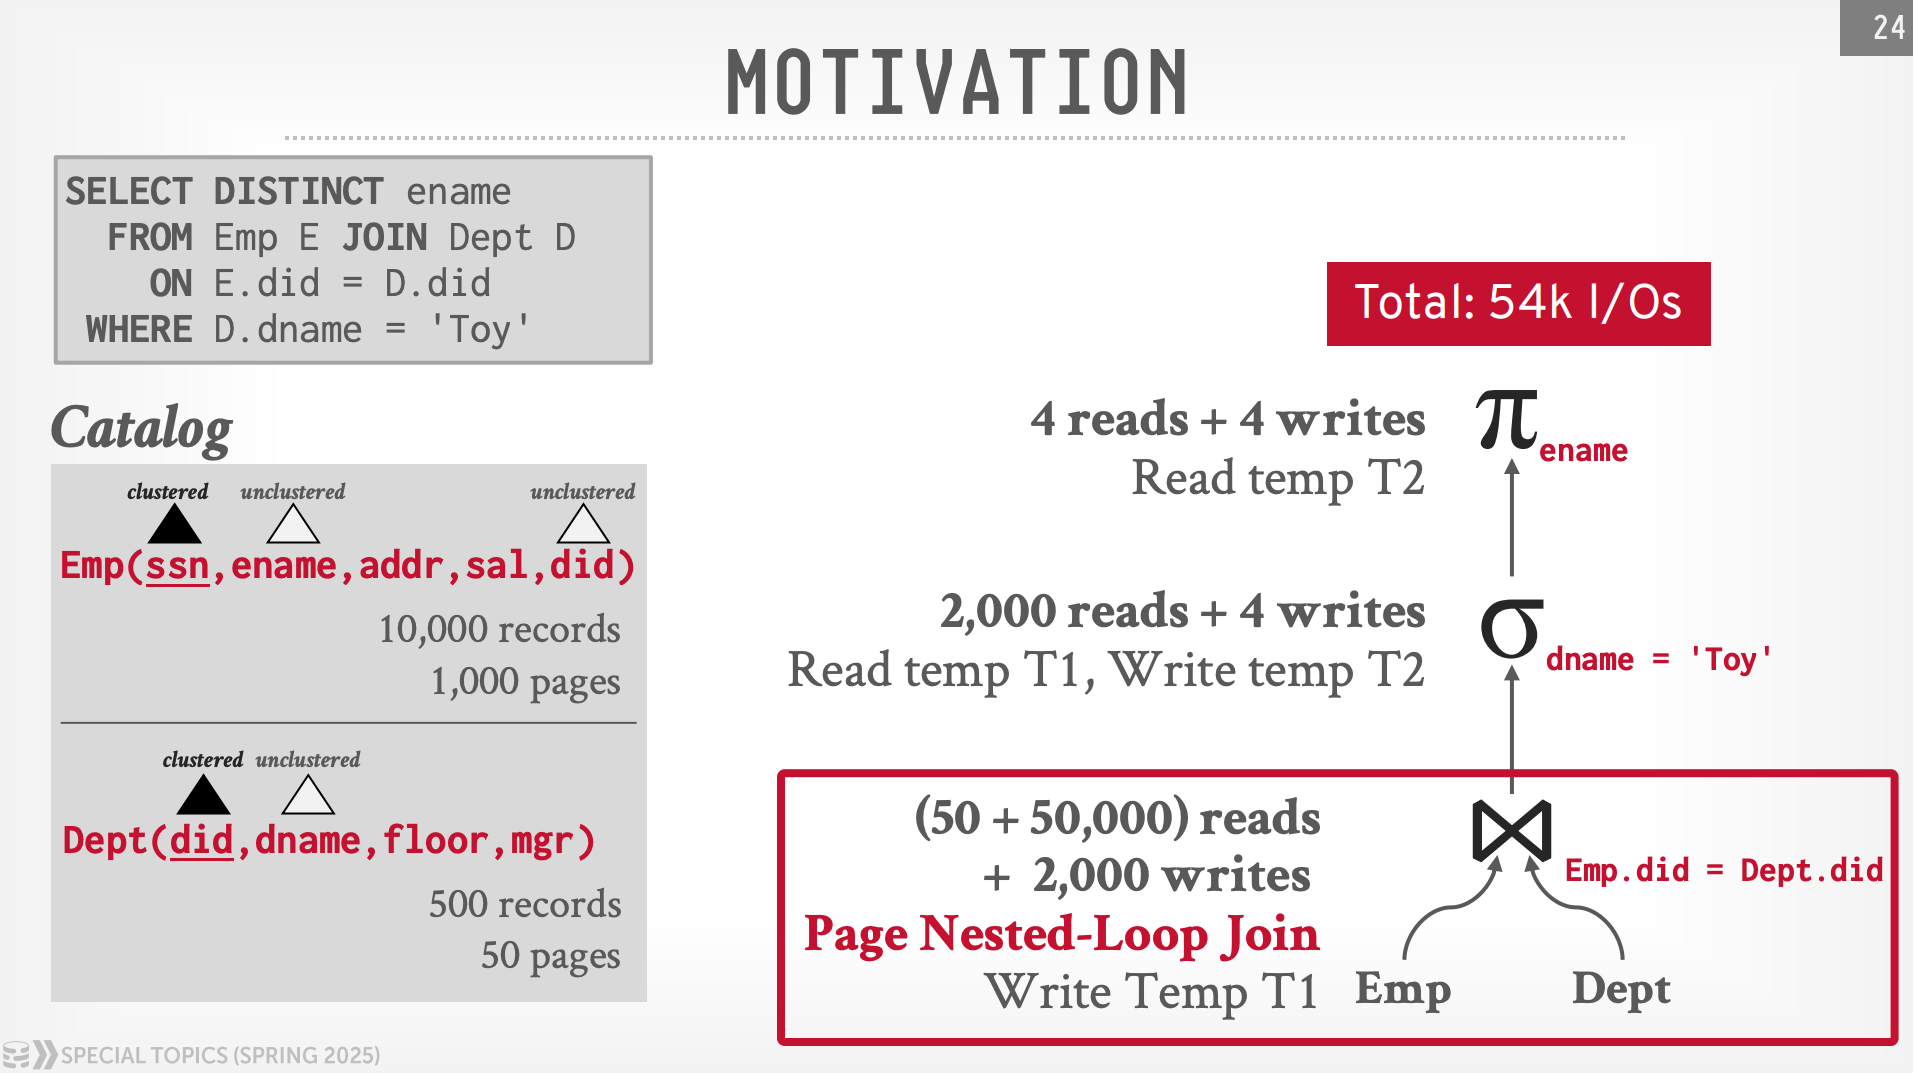 24
MOTIVATION
SELECT DISTINCT ename
FROM Emp E JOIN Dept D
ON E.did = D.did
WHERE D.dname = 'Toy'
Catalog
clustered unclustered unclustered
Emp(ssn,ename,addr,sal,did)
10,000 records
1,000 pages
clustered unclustered
Dept(did,dname,floor,mgr)
500 records
50 pages
Total: 54k I/Os
4 reads + 4 writes
Read temp T2
π ename
2,000 reads + 4 writes
Read temp T1, Write temp T2
σ dname = 'Toy'
(50 + 50,000) reads
+ 2,000 writes
Page Nested-Loop Join
Write Temp T1
⋈ Emp.did = Dept.did
Emp Dept
SPECIAL TOPICS (SPRING 2025)